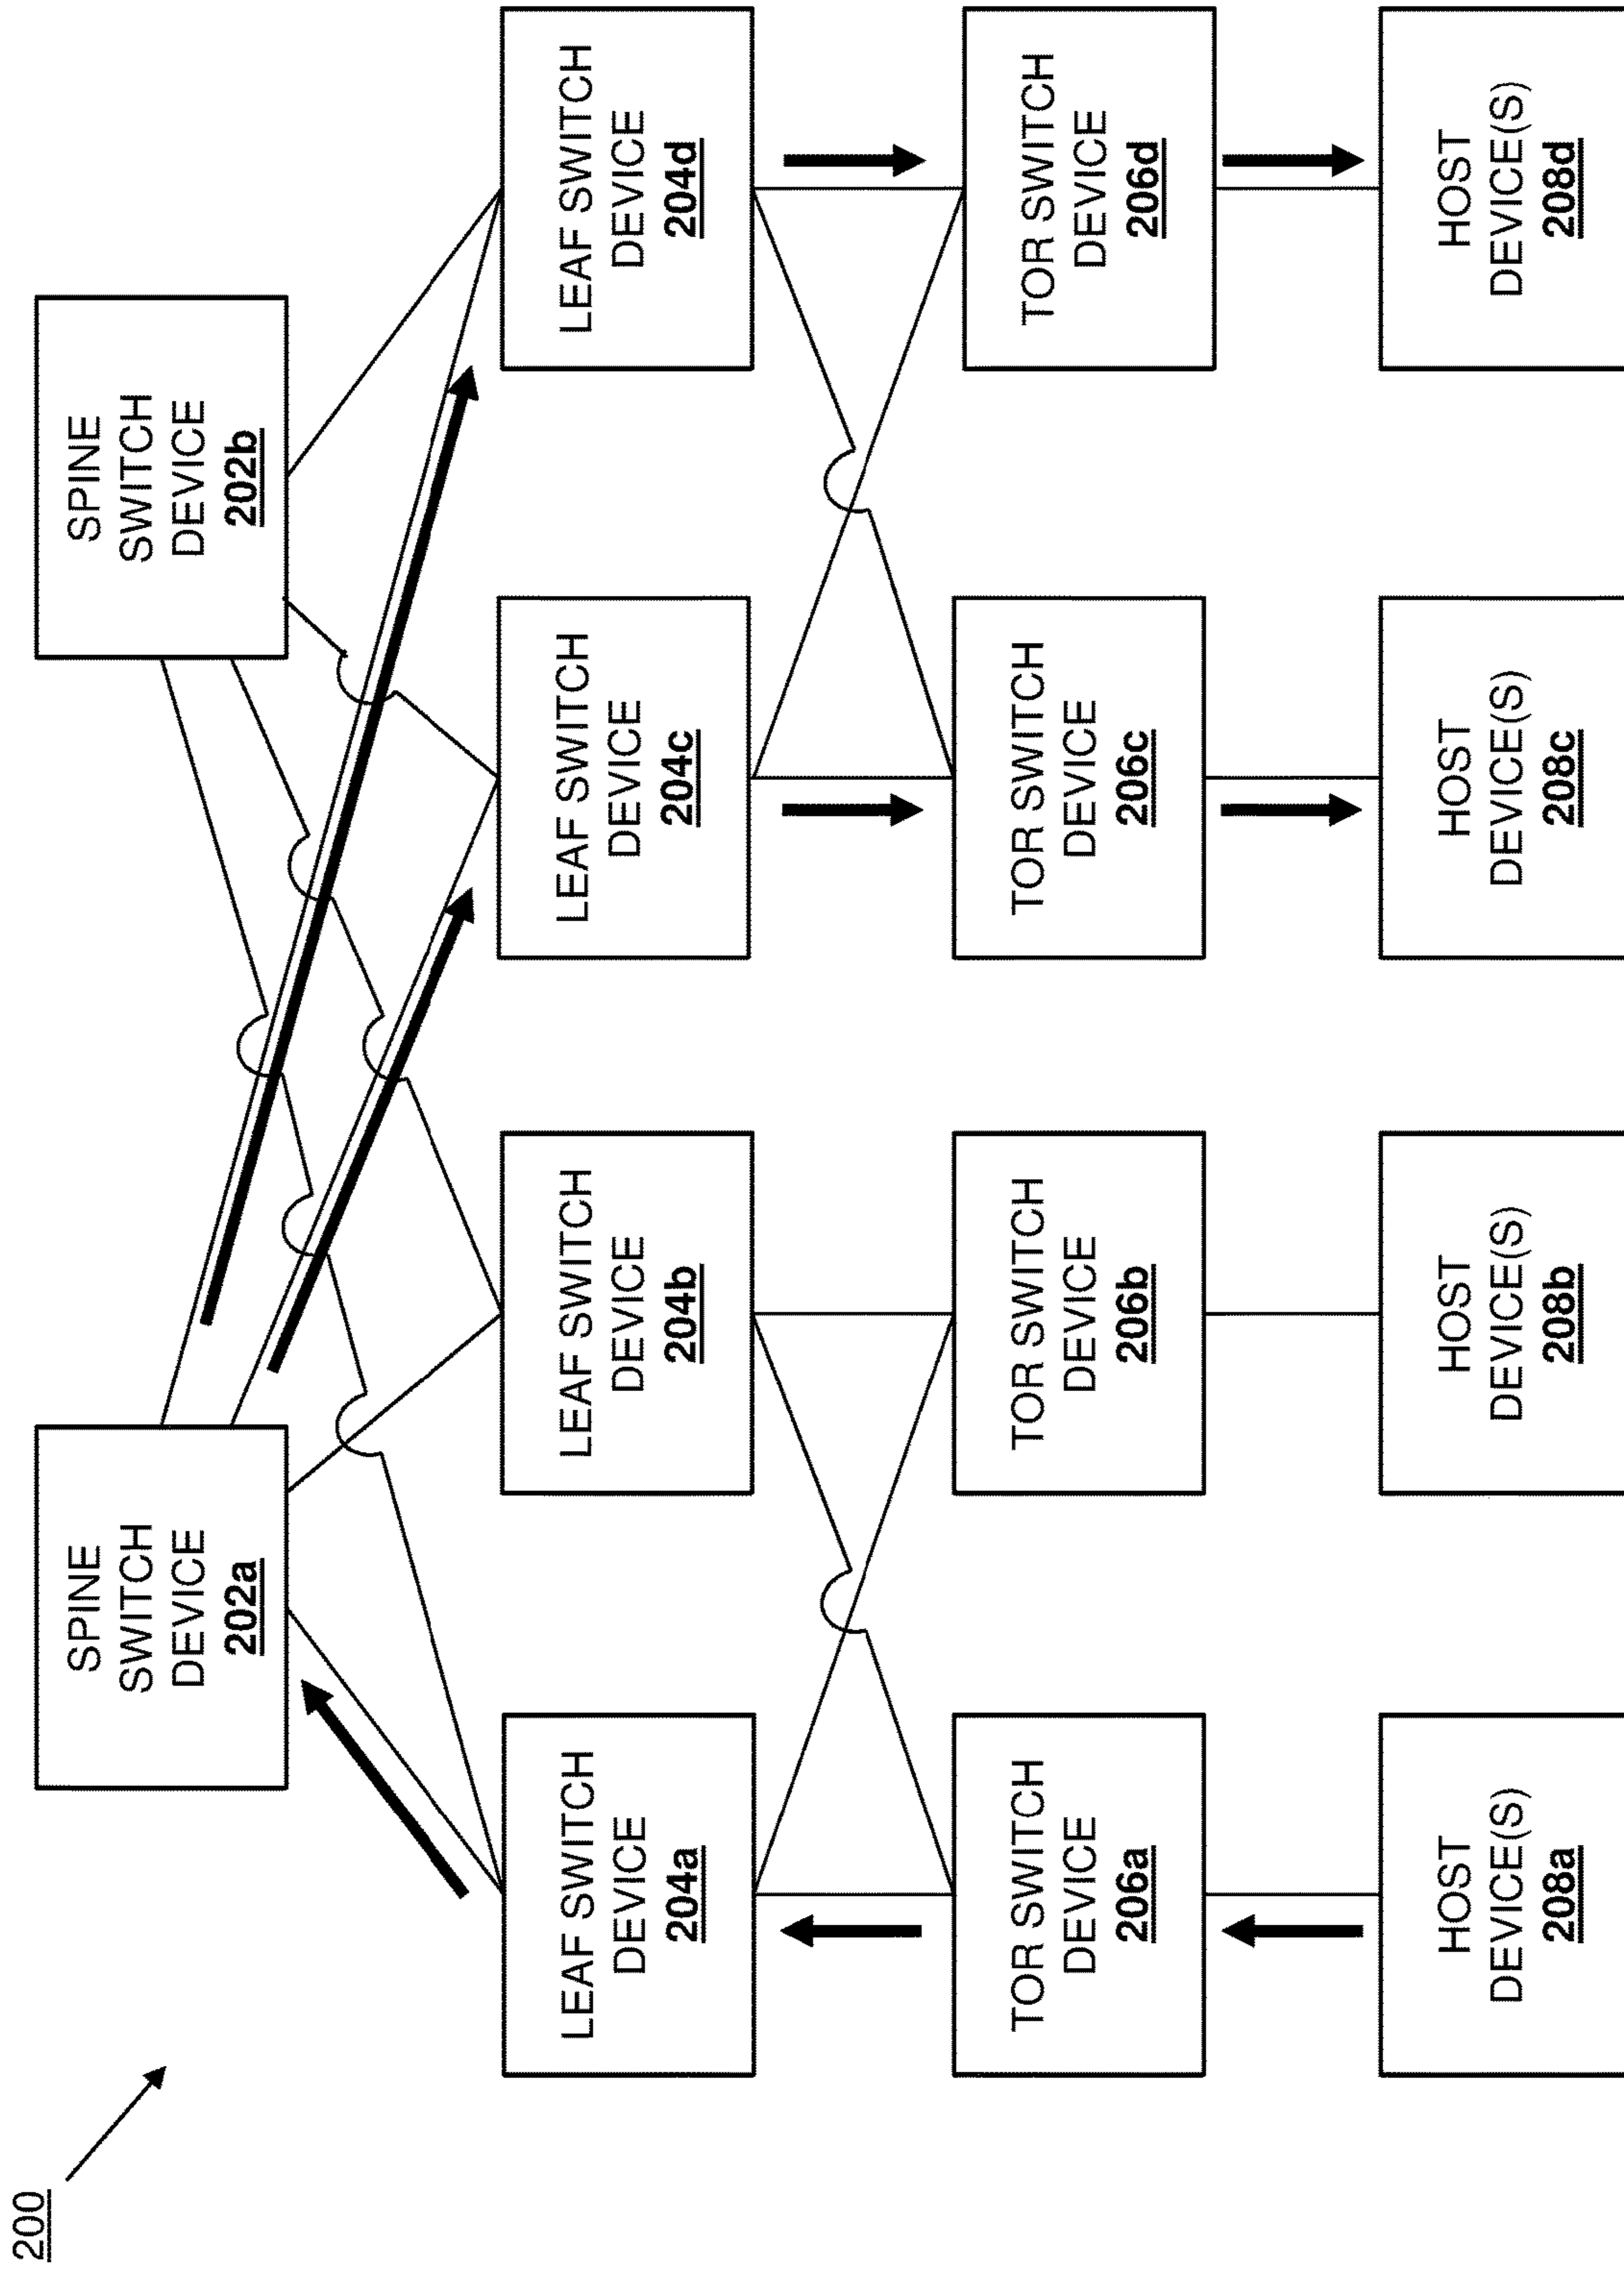 200
SPINE
SWITCH
DEVICE
202a
SPINE
SWITCH
DEVICE
202b
LEAF SWITCH
DEVICE
204a
LEAF SWITCH
DEVICE
204b
LEAF SWITCH
DEVICE
204c
LEAF SWITCH
DEVICE
204d
TOR SWITCH
DEVICE
206a
TOR SWITCH
DEVICE
206b
TOR SWITCH
DEVICE
206c
TOR SWITCH
DEVICE
206d
HOST
DEVICE(S)
208a
HOST
DEVICE(S)
208b
HOST
DEVICE(S)
208c
HOST
DEVICE(S)
208d